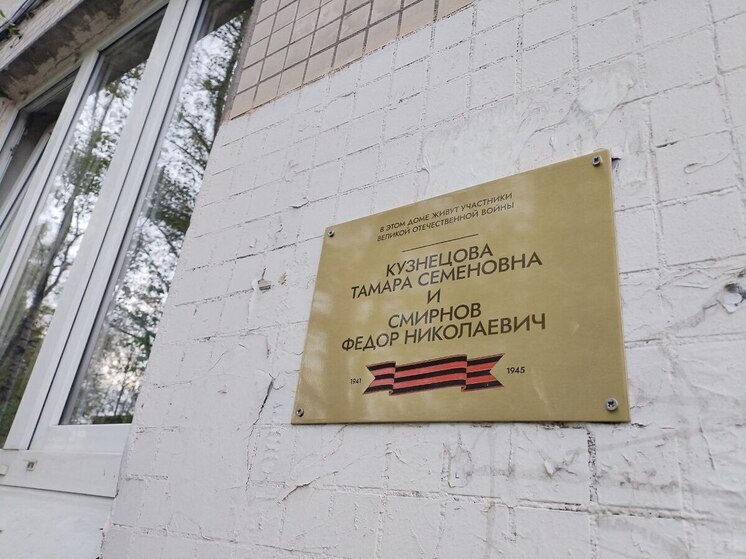 В ЭТОМ ДОМЕ ЖИВУТ УЧАСТНИКИ
ВЕЛИКОЙ ОТЕЧЕСТВЕННОЙ ВОЙНЫ
КУЗНЕЦОВА
ТАМАРА СЕМЕНОВНА
И
СМИРНОВ
ФЕДОР НИКОЛАЕВИЧ
1941 1945